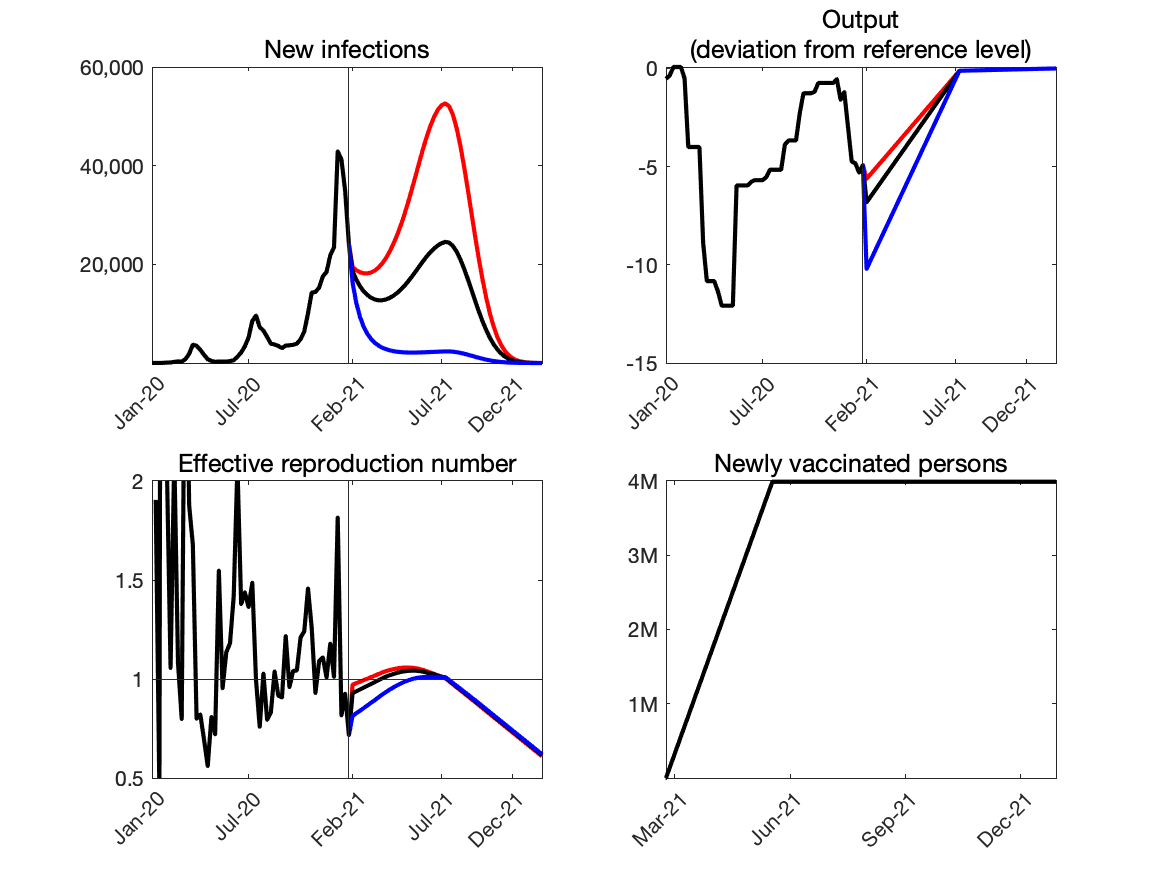 New infections
60,000
40,000
20,000
Jan-20
Jul-20
Feb-21
Jul-21
Dec-21
Output
(deviation from reference level)
0
-5
-10
-15
Jan-20
Jul-20
Feb-21
Jul-21
Dec-21
Effective reproduction number
2
1.5
1
0.5
Jan-20
Jul-20
Feb-21
Jul-21
Dec-21
Newly vaccinated persons
4M
3M
2M
1M
Mar-21
Jun-21
Sep-21
Dec-21